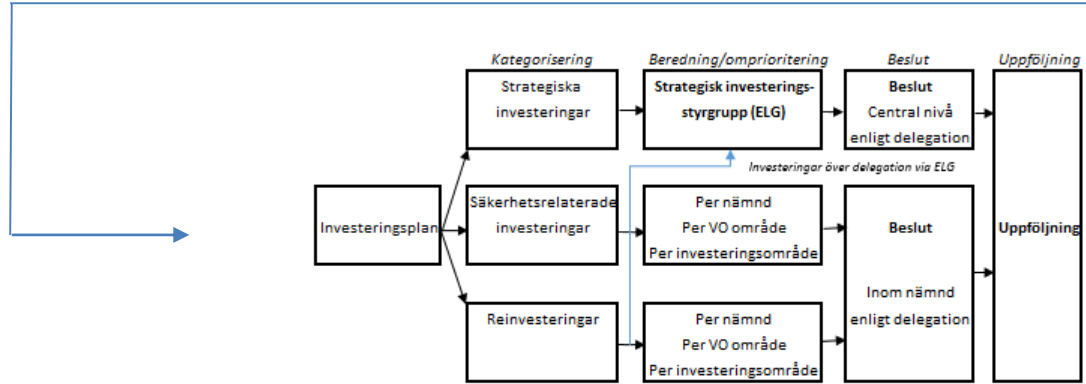 Kategorisering
Beredning/omprioritering
Beslut
Uppföljning
Strategiska
investeringar
Strategisk investerings-
styrgrupp (ELG)
Beslut
Central nivå
enligt delegation
Investeringar över delegation via ELG
Investeringsplan
Säkerhetsrelaterade
investeringar
Per nämnd
Per VO område
Per investeringsområde
Beslut
Inom nämnd
enligt delegation
Uppföljning
Reinvesteringar
Per nämnd
Per VO område
Per investeringsområde